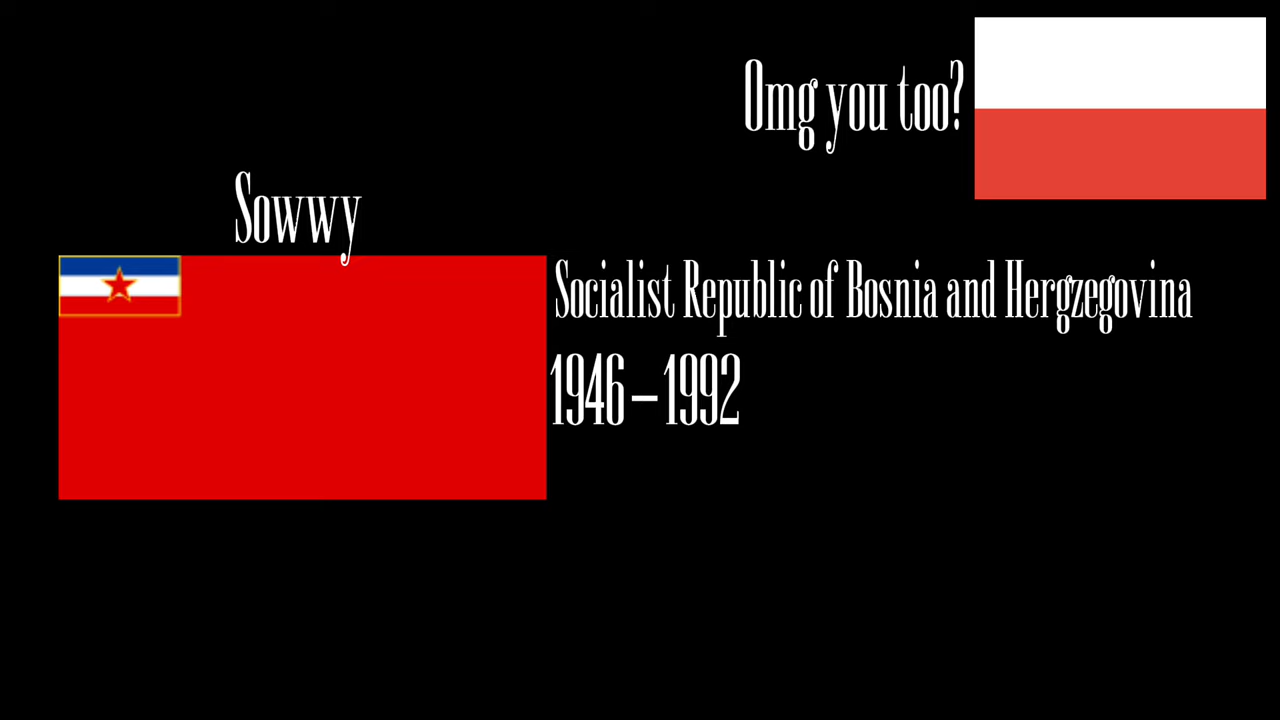 Omg you too?
Sowwy
Socialist Republic of Bosnia and Hergzegovina
1946 – 1992